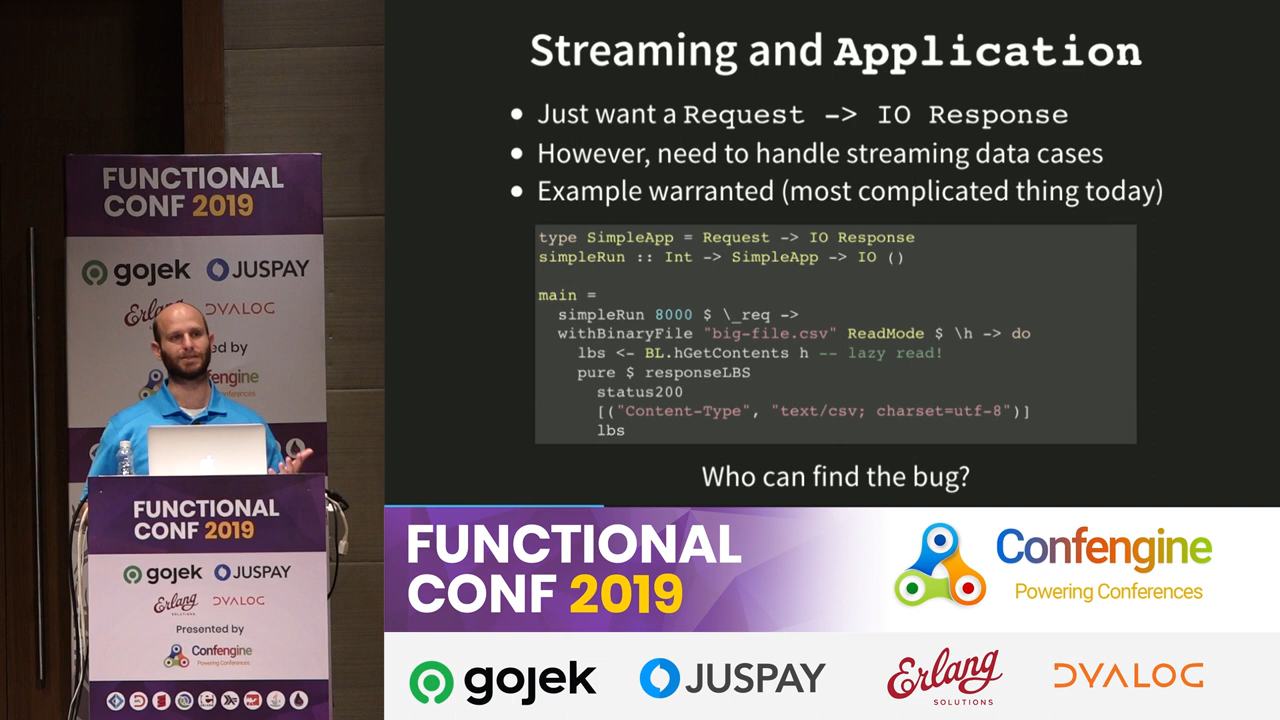 Streaming and Application
• Just want a Request -> IO Response
• However, need to handle streaming data cases
• Example warranted (most complicated thing today)
type SimpleApp = Request -> IO Response
simpleRun :: Int -> SimpleApp -> IO ()
main =
simpleRun 8000 $ \_req ->
withBinaryFile "big-file.csv" ReadMode $ \h -> do
lbs <- BL.hGetContents h -- lazy read!
pure $ responseLBS
status200
[("Content-Type", "text/csv; charset=utf-8")]
lbs
Who can find the bug?
FUNCTIONAL
CONF 2019
Confengine
Powering Conferences
gojek
JUSPAY
Erlang
SOLUTIONS
DYALOG
FUNCTIONAL
CONF 2019
gojek
JUSPAY
DYALOG
FUNCTIONAL
CONF 2019
gojek
JUSPAY
Erlang
SOLUTIONS
DYALOG
Presented by
Confengine
Powering Conferences